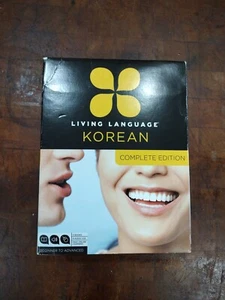 LIVING LANGUAGE®
KOREAN
COMPLETE EDITION
BEGINNER TO ADVANCED